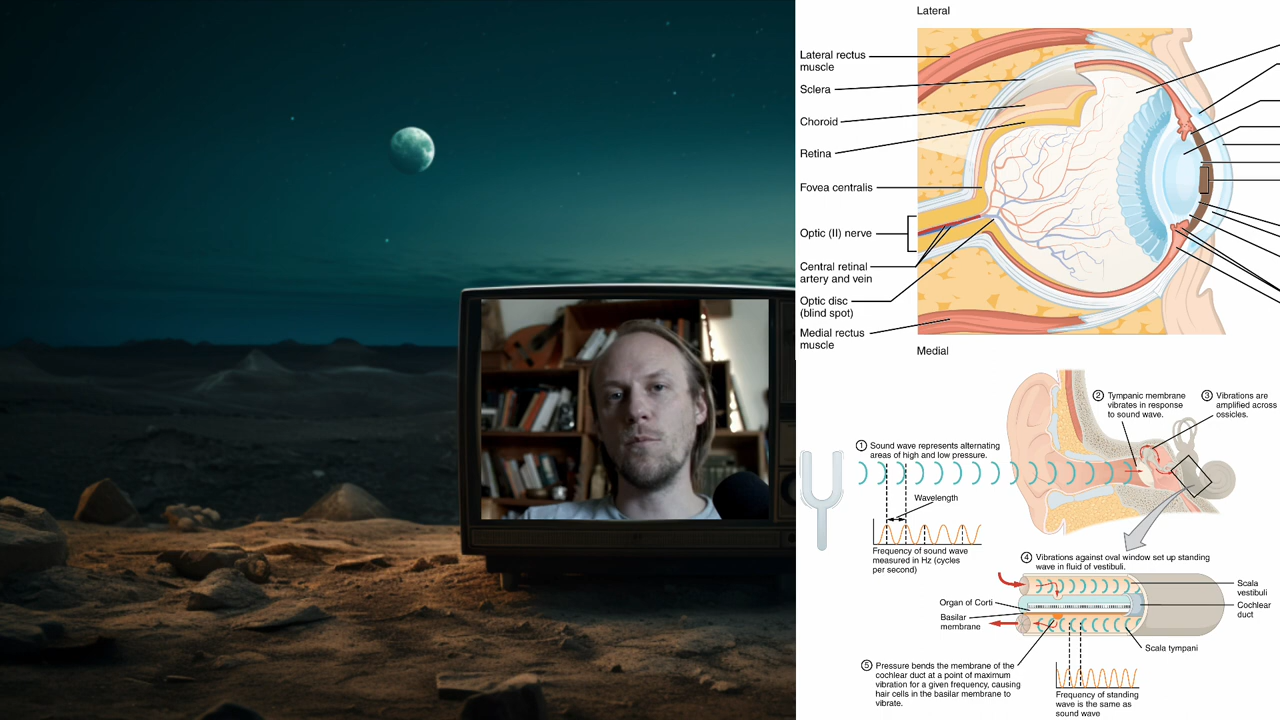 Lateral
Lateral rectus
muscle
Sclera
Choroid
Retina
Fovea centralis
Optic (II) nerve
Central retinal
artery and vein
Optic disc
(blind spot)
Medial rectus
muscle
Medial
1 Sound wave represents alternating
areas of high and low pressure.
2 Tympanic membrane
vibrates in response
to sound wave.
3 Vibrations are
amplified across
ossicles.
Wavelength
Frequency of sound wave
measured in Hz (cycles
per second)
4 Vibrations against oval window set up standing
wave in fluid of vestibuli.
Scala
vestibuli
Cochlear
duct
Organ of Corti
Basilar
membrane
Scala tympani
5 Pressure bends the membrane of the
cochlear duct at a point of maximum
vibration for a given frequency, causing
hair cells in the basilar membrane to
vibrate.
Frequency of standing
wave is the same as
sound wave